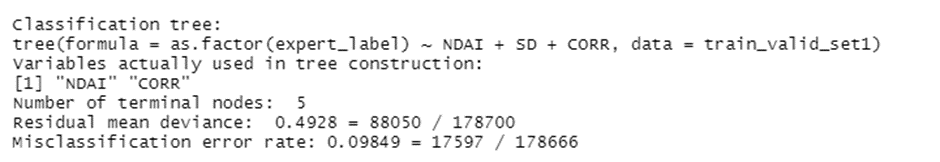 Classification tree:
tree(formula = as.factor(expert_label) ~ NDAI + SD + CORR, data = train_valid_set1)
Variables actually used in tree construction:
[1] "NDAI" "CORR"
Number of terminal nodes:  5
Residual mean deviance:  0.4928 = 88050 / 178700
Misclassification error rate: 0.09849 = 17597 / 178666